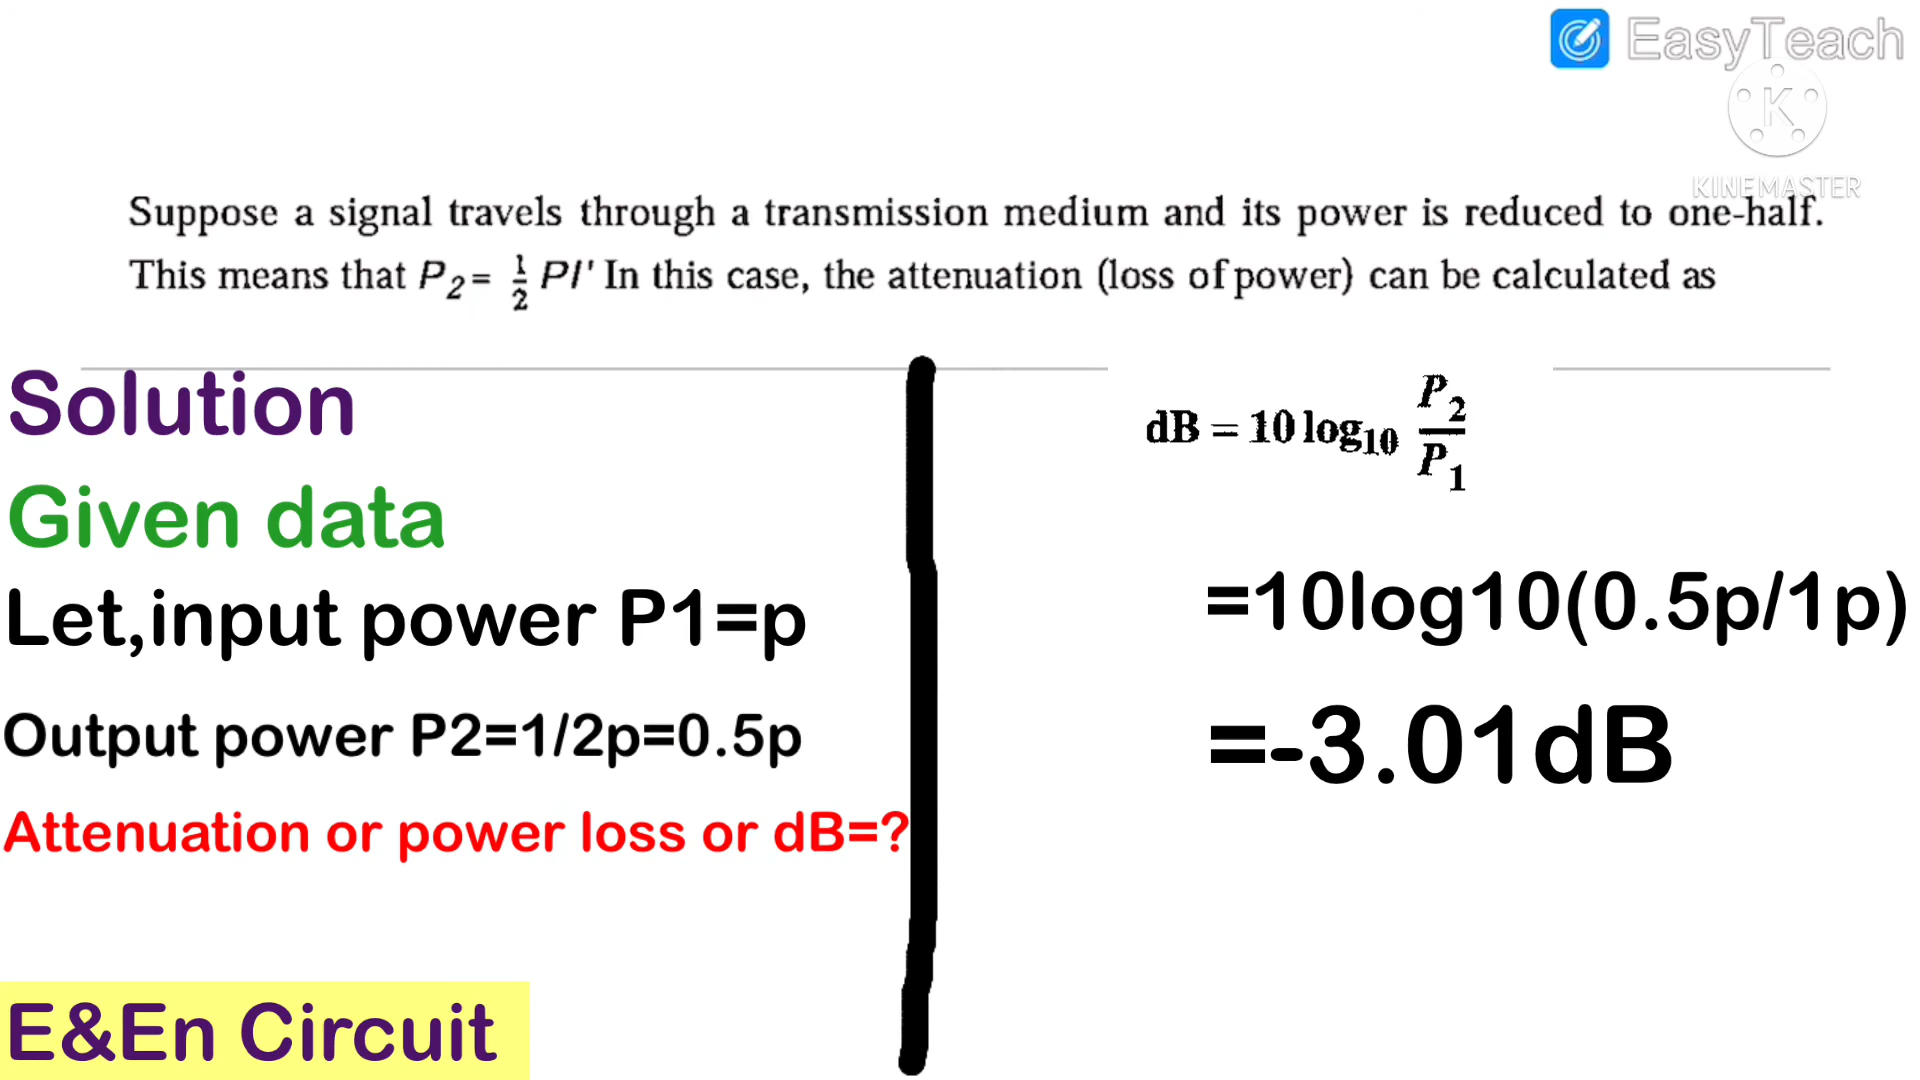 EasyTeach
K
KINEMASTER
Suppose a signal travels through a transmission medium and its power is reduced to one-half.
This means that P2 = 1/2 PI' In this case, the attenuation (loss of power) can be calculated as
Solution
Given data
Let,input power P1=p
Output power P2=1/2p=0.5p
Attenuation or power loss or dB=?
E&En Circuit
dB = 10 log10 P2/P1
=10log10(0.5p/1p)
=-3.01dB